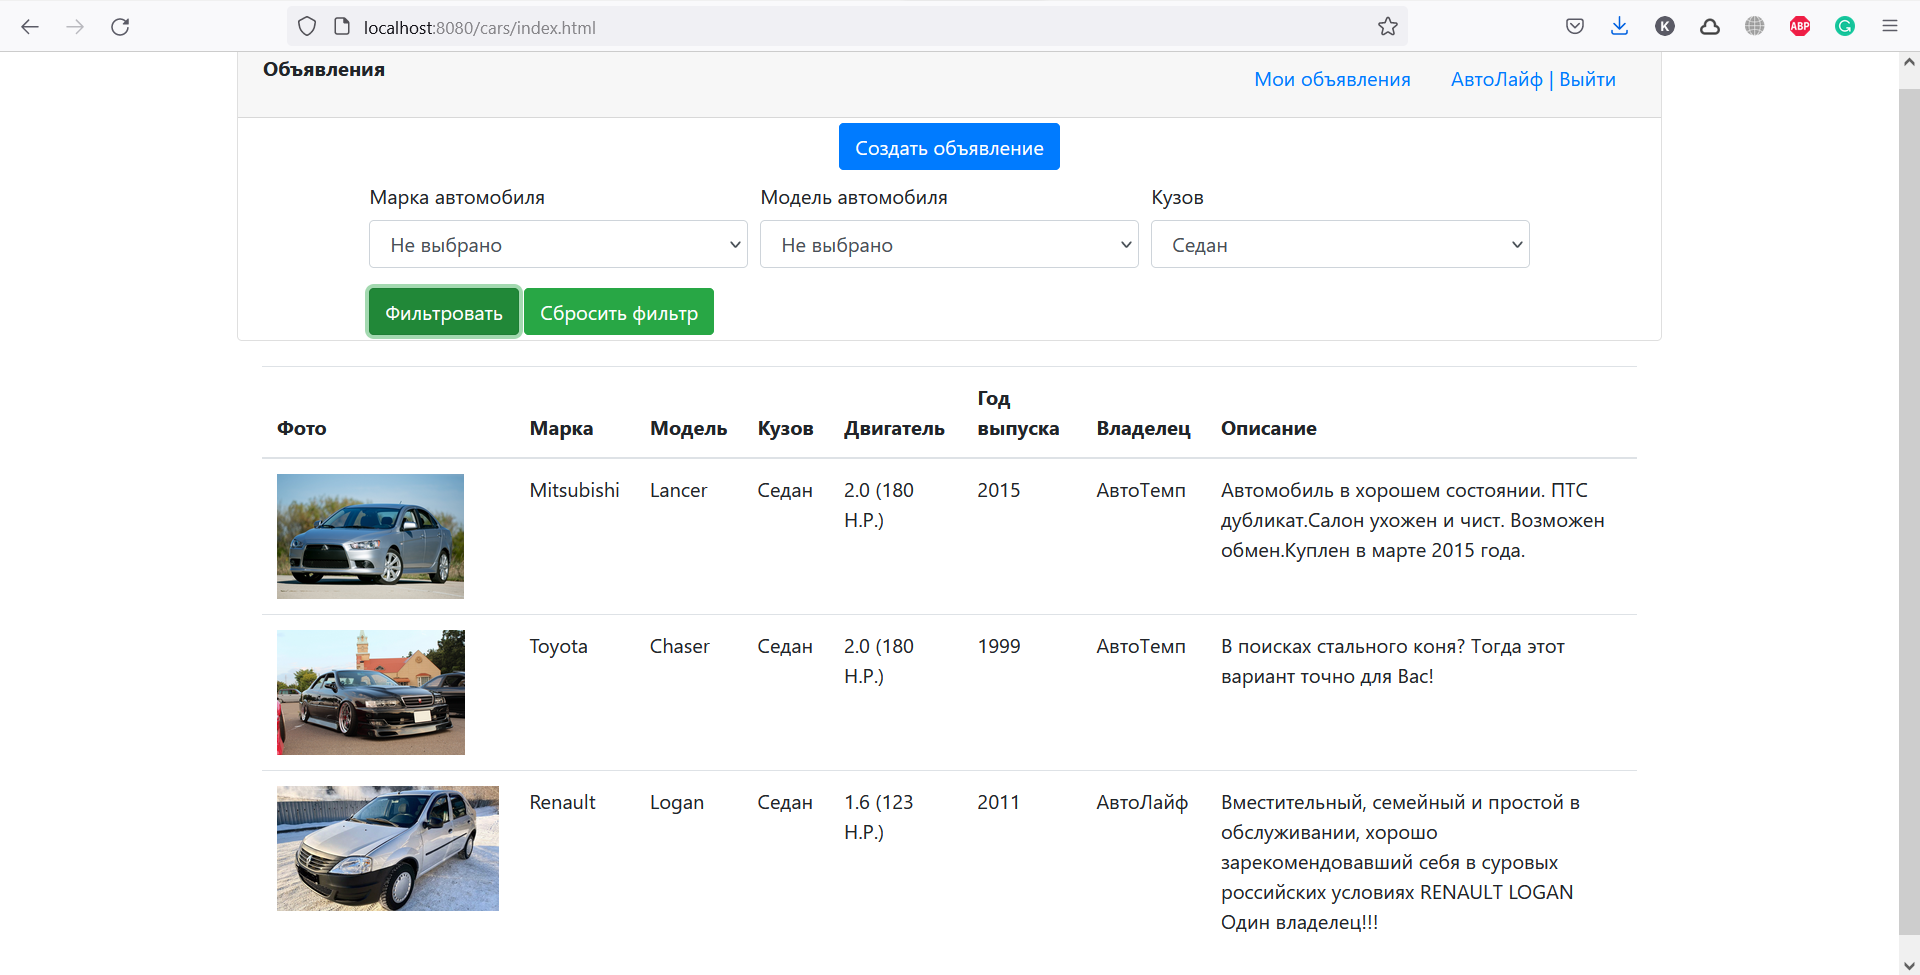 localhost:8080/cars/index.html
K
ABP
G
Объявления
Мои объявления
АвтоЛайф | Выйти
Создать объявление
Марка автомобиля
Модель автомобиля
Кузов
Не выбрано
Не выбрано
Седан
Фильтровать
Сбросить фильтр
Фото
Марка
Модель
Кузов
Двигатель
Год
выпуска
Владелец
Описание
Mitsubishi
Lancer
Седан
2.0 (180
H.P.)
2015
АвтоТемп
Автомобиль в хорошем состоянии. ПТС
дубликат.Салон ухожен и чист. Возможен
обмен.Куплен в марте 2015 года.
Toyota
Chaser
Седан
2.0 (180
H.P.)
1999
АвтоТемп
В поисках стального коня? Тогда этот
вариант точно для Вас!
Renault
Logan
Седан
1.6 (123
H.P.)
2011
АвтоЛайф
Вместительный, семейный и простой в
обслуживании, хорошо
зарекомендовавший себя в суровых
российских условиях RENAULT LOGAN
Один владелец!!!